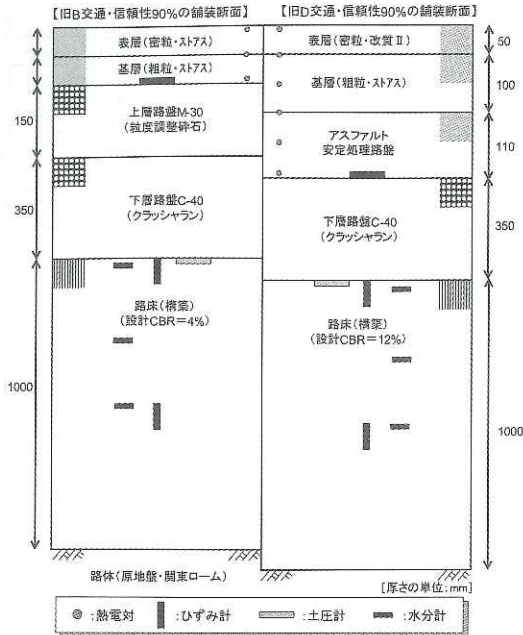 【旧B交通・信頼性90%の舗装断面】
【旧D交通・信頼性90%の舗装断面】
表層(密粒・ストアス)
基層(粗粒・ストアス)
150
上層路盤M-30
(粒度調整砕石)
350
下層路盤C-40
(クラッシャラン)
1000
路床(構築)
(設計CBR=4%)
表層(密粒・改質Ⅱ)
50
基層(粗粒・ストアス)
100
アスファルト
安定処理路盤
110
下層路盤C-40
(クラッシャラン)
350
路床(構築)
(設計CBR=12%)
1000
路体(原地盤・関東ローム)
[厚さの単位:mm]
:熱電対
:ひずみ計
:土圧計
:水分計